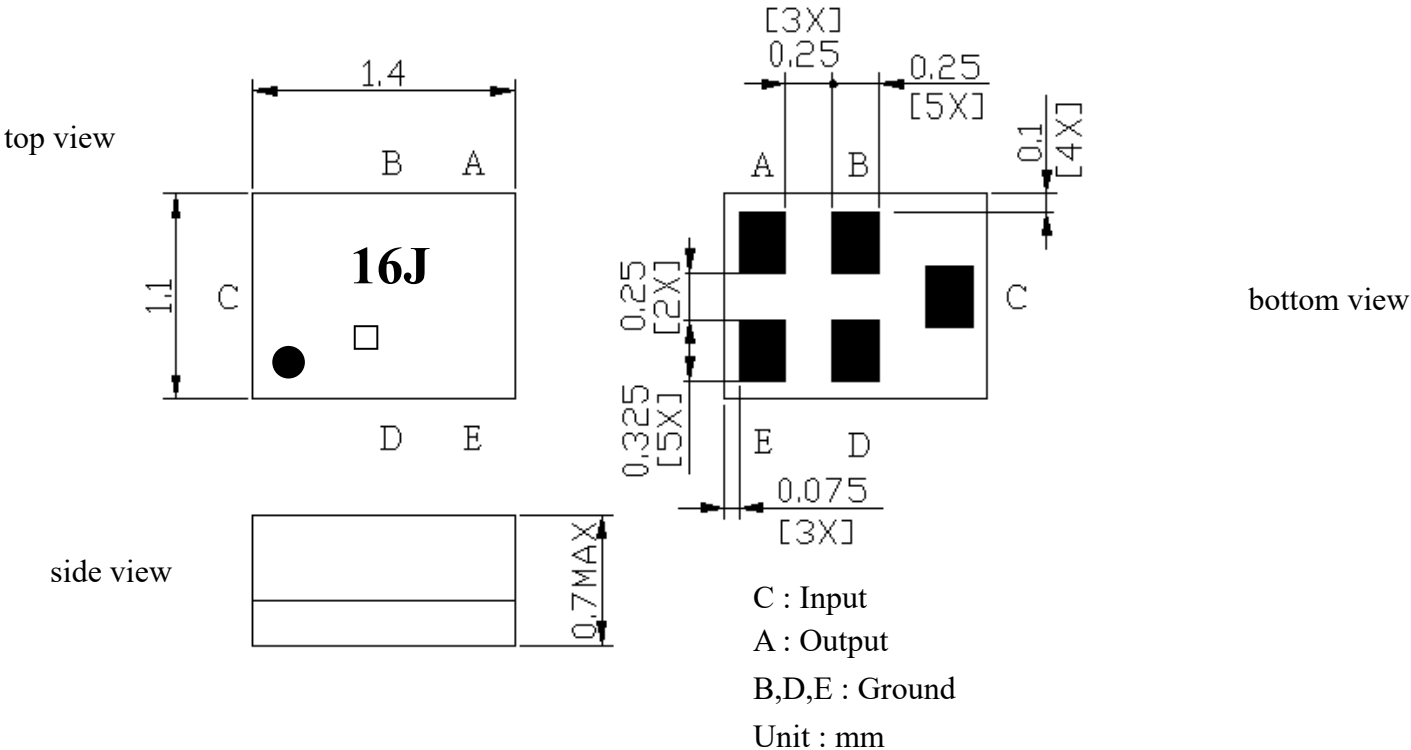 [3X]
0.25
1.4
0.25
[5X]
0.1
[4X]
top view
B A
A B
16J
1.1
C
0.25
[2X]
C
bottom view
D E
0.325
[5X]
E D
0.075
[3X]
side view
0.7MAX
C : Input
A : Output
B,D,E : Ground
Unit : mm